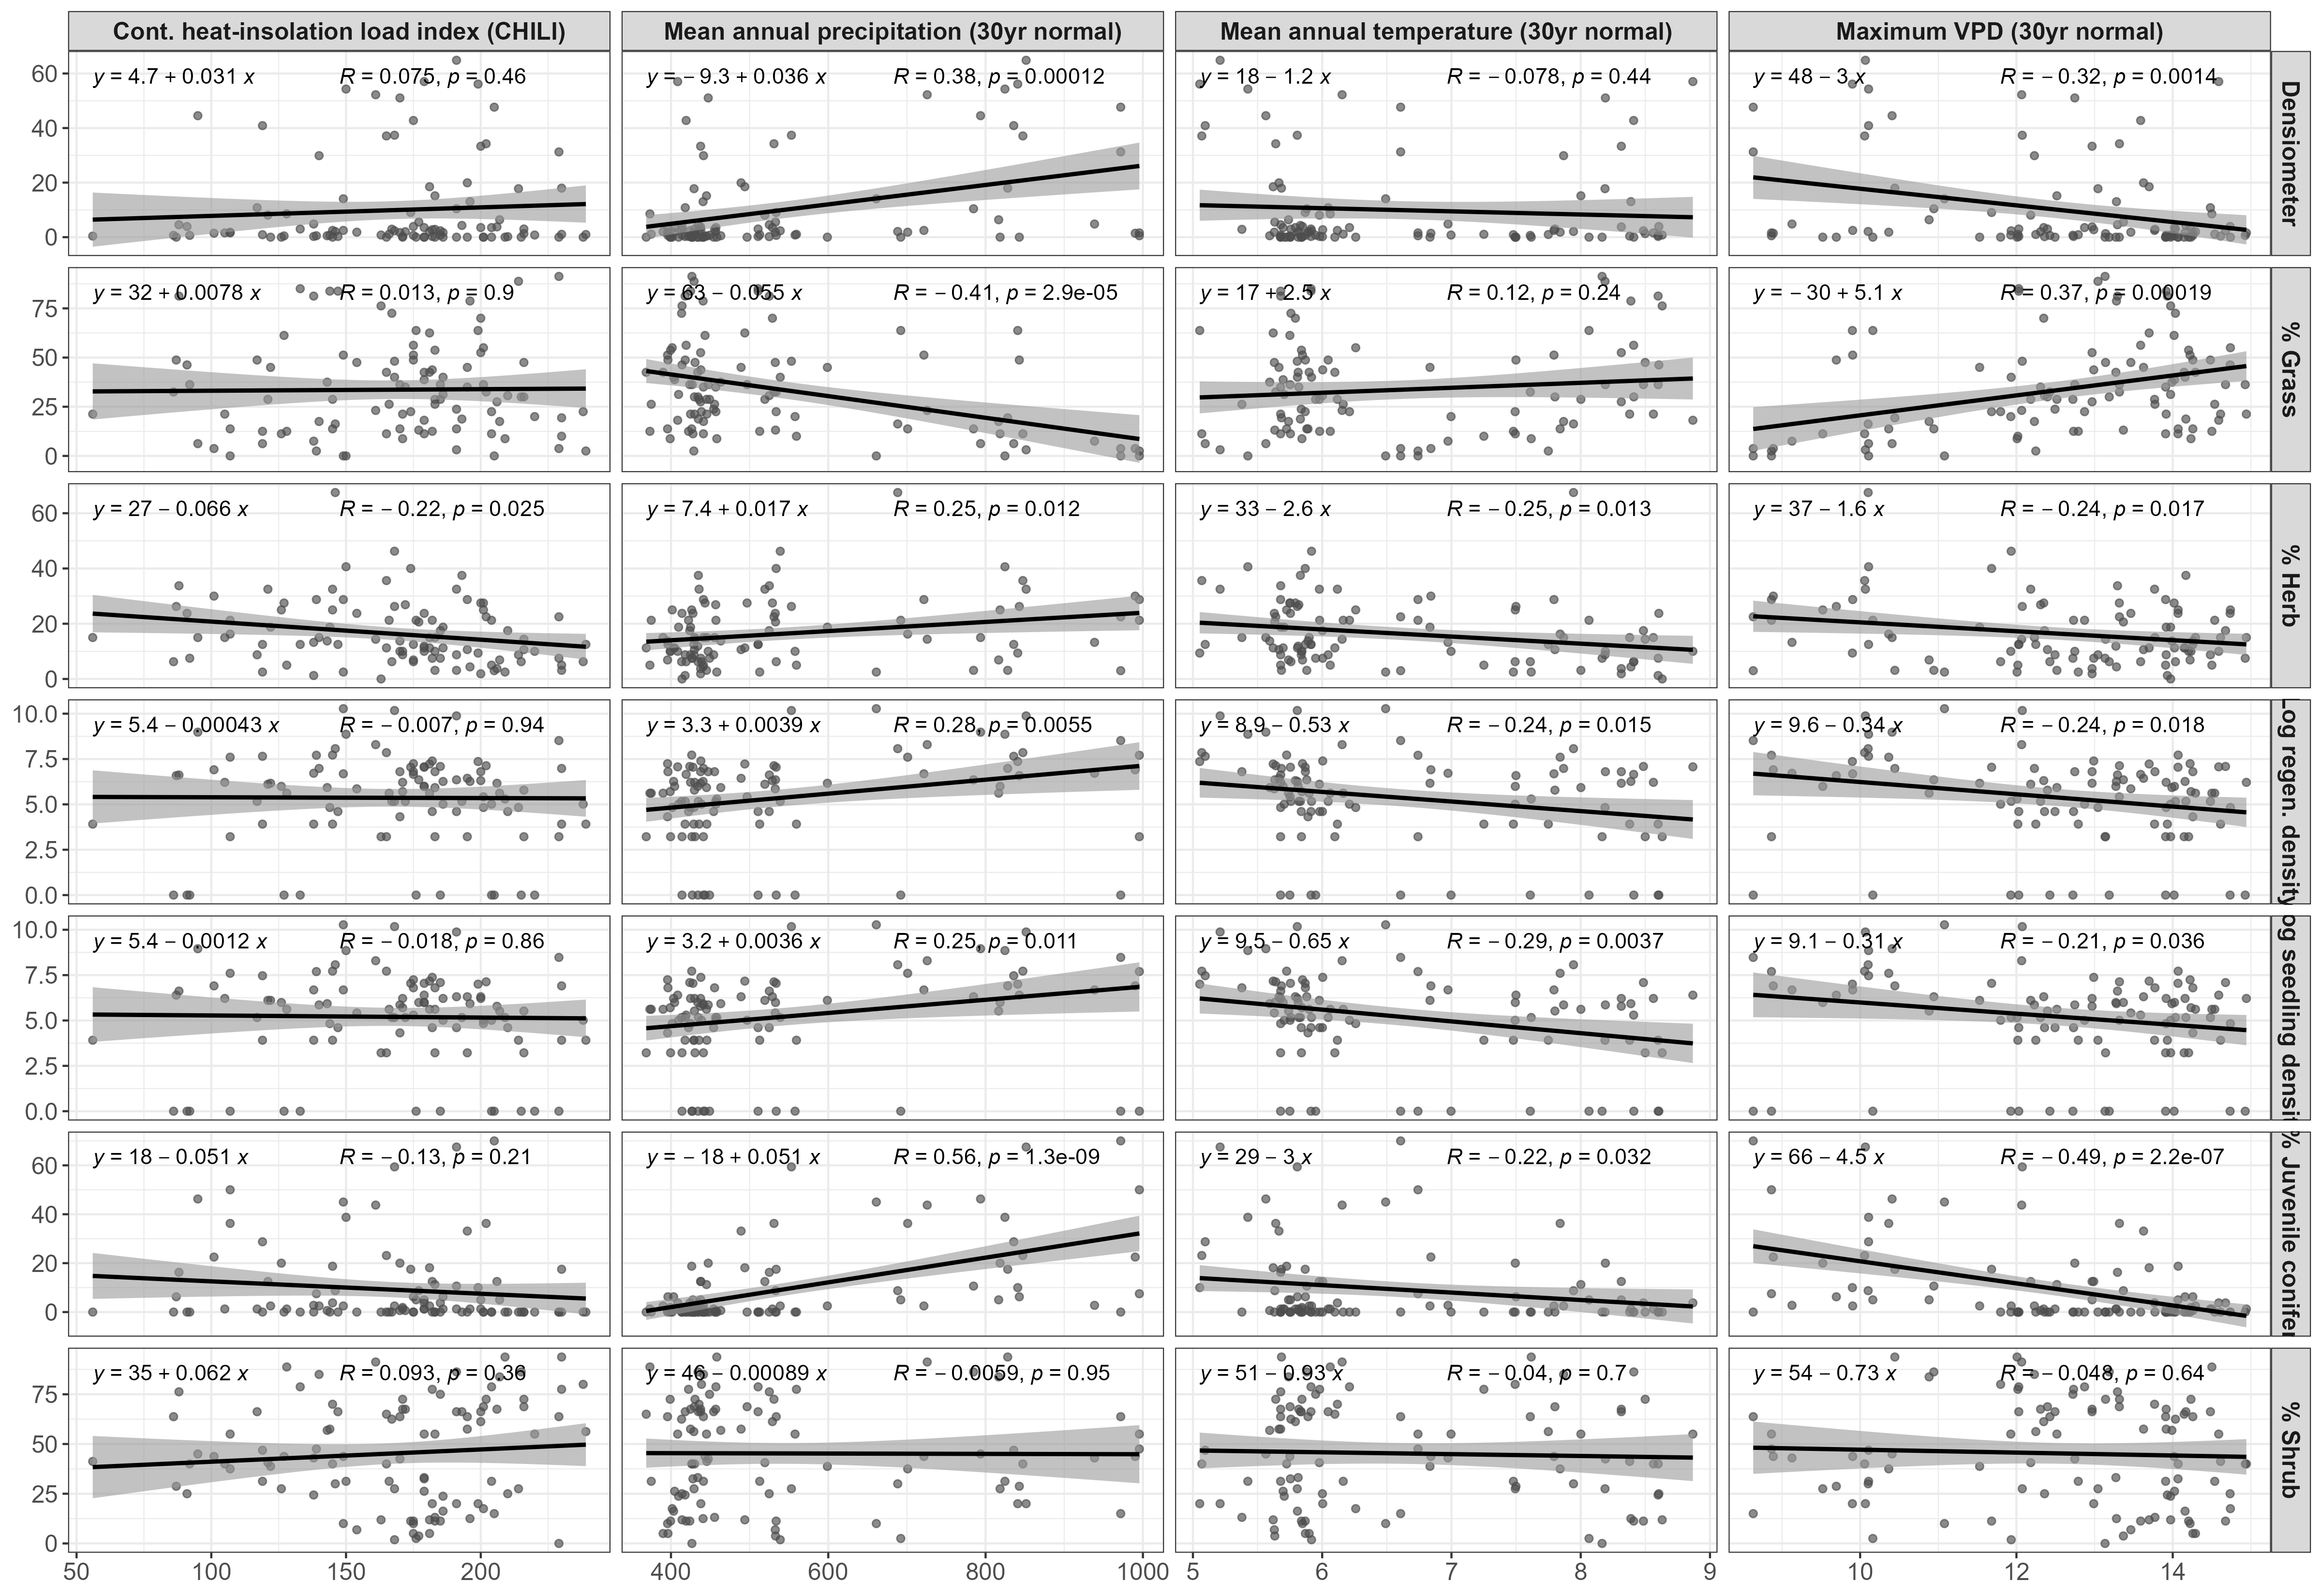 Cont. heat-insolation load index (CHILI)
Mean annual precipitation (30yr normal)
Mean annual temperature (30yr normal)
Maximum VPD (30yr normal)
60
40
20
0
y = 4.7 + 0.031 x R = 0.075, p = 0.46
y = − 9.3 + 0.036 x R = 0.38, p = 0.00012
y = 18 − 1.2 x R = − 0.078, p = 0.44
y = 48 − 3 x R = − 0.32, p = 0.0014
Densiometer
75
50
25
0
y = 32 + 0.0078 x R = 0.013, p = 0.9
y = 63 − 0.055 x R = − 0.41, p = 2.9e-05
y = 17 + 2.5 x R = 0.12, p = 0.24
y = − 30 + 5.1 x R = 0.37, p = 0.00019
% Grass
60
40
20
0
y = 27 − 0.066 x R = − 0.22, p = 0.025
y = 7.4 + 0.017 x R = 0.25, p = 0.012
y = 33 − 2.6 x R = − 0.25, p = 0.013
y = 37 − 1.6 x R = − 0.24, p = 0.017
% Herb
10.0
7.5
5.0
2.5
0.0
y = 5.4 − 0.00043 x R = − 0.007, p = 0.94
y = 3.3 + 0.0039 x R = 0.28, p = 0.0055
y = 8.9 − 0.53 x R = − 0.24, p = 0.015
y = 9.6 − 0.34 x R = − 0.24, p = 0.018
Log regen. density
10.0
7.5
5.0
2.5
0.0
y = 5.4 − 0.0012 x R = − 0.018, p = 0.86
y = 3.2 + 0.0036 x R = 0.25, p = 0.011
y = 9.5 − 0.65 x R = − 0.29, p = 0.0037
y = 9.1 − 0.31 x R = − 0.21, p = 0.036
og seedling densit
60
40
20
0
y = 18 − 0.051 x R = − 0.13, p = 0.21
y = − 18 + 0.051 x R = 0.56, p = 1.3e-09
y = 29 − 3 x R = − 0.22, p = 0.032
y = 66 − 4.5 x R = − 0.49, p = 2.2e-07
% Juvenile conifer
75
50
25
0
y = 35 + 0.062 x R = 0.093, p = 0.36
y = 46 − 0.00089 x R = − 0.0059, p = 0.95
y = 51 − 0.93 x R = − 0.04, p = 0.7
y = 54 − 0.73 x R = − 0.048, p = 0.64
% Shrub
50 100 150 200
400 600 800 1000
5 6 7 8 9
10 12 14